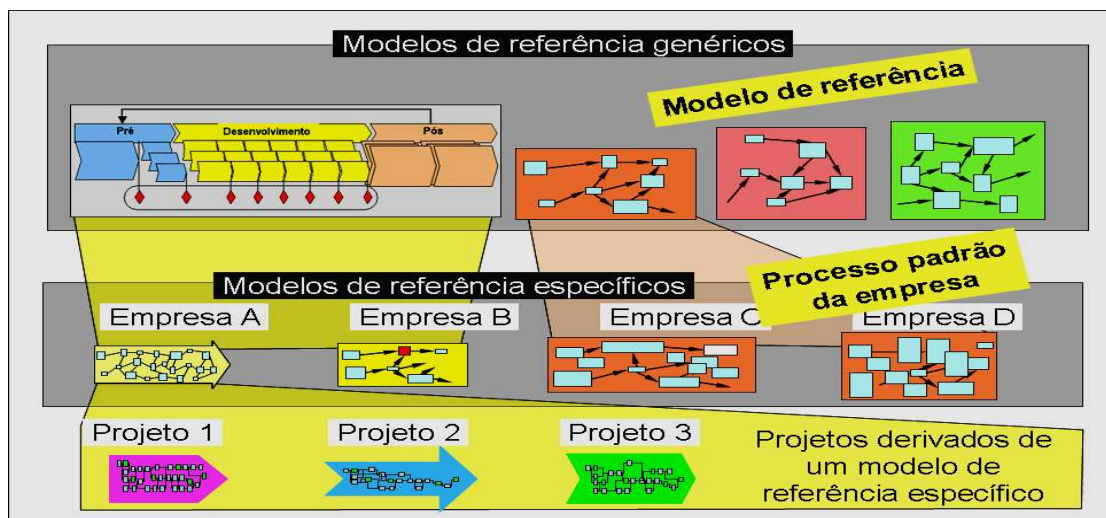 Modelos de referência genéricos
Modelo de referência
Pré
Desenvolvimento
Pós
Processo padrão
da empresa
Modelos de referência específicos
Empresa A
Empresa B
Empresa C
Empresa D
Projeto 1
Projeto 2
Projeto 3
Projetos derivados de
um modelo de
referência específico